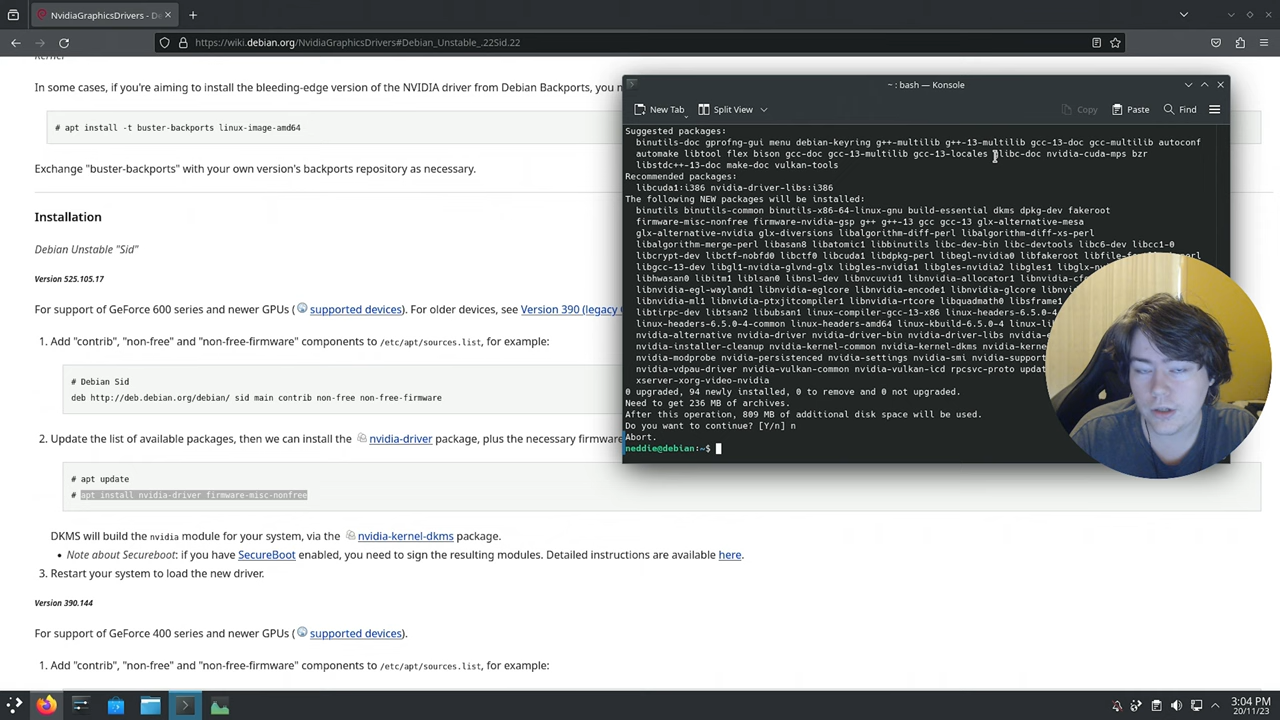 NvidiaGraphicsDrivers - De
https://wiki.debian.org/NvidiaGraphicsDrivers#Debian_Unstable_.22Sid.22
Kernel
In some cases, if you're aiming to install the bleeding-edge version of the NVIDIA driver from Debian Backports, you
# apt install -t buster-backports linux-image-amd64
Exchange "buster-backports" with your own version's backports repository as necessary.
Installation
Debian Unstable "Sid"
Version 525.105.17
For support of GeForce 600 series and newer GPUs ( supported devices). For older devices, see Version 390 (legacy
1. Add "contrib", "non-free" and "non-free-firmware" components to /etc/apt/sources.list, for example:
# Debian Sid
deb http://deb.debian.org/debian/ sid main contrib non-free non-free-firmware
2. Update the list of available packages, then we can install the nvidia-driver package, plus the necessary firmware
# apt update
# apt install nvidia-driver firmware-misc-nonfree
DKMS will build the nvidia module for your system, via the nvidia-kernel-dkms package.
• Note about Secureboot: if you have SecureBoot enabled, you need to sign the resulting modules. Detailed instructions are available here.
3. Restart your system to load the new driver.
Version 390.144
For support of GeForce 400 series and newer GPUs ( supported devices).
1. Add "contrib", "non-free" and "non-free-firmware" components to /etc/apt/sources.list, for example:
~ : bash — Konsole
New Tab Split View Copy Paste Find
Suggested packages:
binutils-doc gprofng-gui menu debian-keyring g++-multilib g++-13-multilib gcc-13-doc gcc-multilib autoconf
automake libtool flex bison gcc-doc gcc-13-multilib gcc-13-locales glibc-doc nvidia-cuda-mps bzr
libstdc++-13-doc make-doc vulkan-tools
Recommended packages:
libcuda1:i386 nvidia-driver-libs:i386
The following NEW packages will be installed:
binutils binutils-common binutils-x86-64-linux-gnu build-essential dkms dpkg-dev fakeroot
firmware-misc-nonfree firmware-nvidia-gsp g++ g++-13 gcc gcc-13 glx-alternative-mesa
glx-alternative-nvidia glx-diversions libalgorithm-diff-perl libalgorithm-diff-xs-perl
libalgorithm-merge-perl libasan8 libatomic1 libbinutils libc-dev-bin libc-devtools libc6-dev libcc1-0
libcrypt-dev libctf-nobfd0 libctf0 libcuda1 libdpkg-perl libegl-nvidia0 libfakeroot
libgcc-13-dev libgl1-nvidia-glvnd-glx libgles-nvidia1 libgles-nvidia2 libgles1
libhwasan0 libitm1 liblsan0 libnsl-dev libnvcuvid1 libnvidia-allocator1
libnvidia-egl-wayland1 libnvidia-eglcore libnvidia-encode1 libnvidia-glcore
libnvidia-ml1 libnvidia-ptxjitcompiler1 libnvidia-rtcore libquadmath0 libsframe1
libtirpc-dev libtsan2 libubsan1 linux-compiler-gcc-13-x86 linux-headers-6.5.0-4
linux-headers-6.5.0-4-common linux-headers-amd64 linux-kbuild-6.5.0-4
nvidia-alternative nvidia-driver nvidia-driver-bin nvidia-driver-libs
nvidia-installer-cleanup nvidia-kernel-common nvidia-kernel-dkms
nvidia-modprobe nvidia-persistenced nvidia-settings nvidia-smi
nvidia-vdpau-driver nvidia-vulkan-common nvidia-vulkan-icd rpcsvc-proto
xserver-xorg-video-nvidia
0 upgraded, 94 newly installed, 0 to remove and 0 not upgraded.
Need to get 236 MB of archives.
After this operation, 809 MB of additional disk space will be used.
Do you want to continue? [Y/n] n
Abort.
neddie@debian:~$
3:04 PM
20/11/23